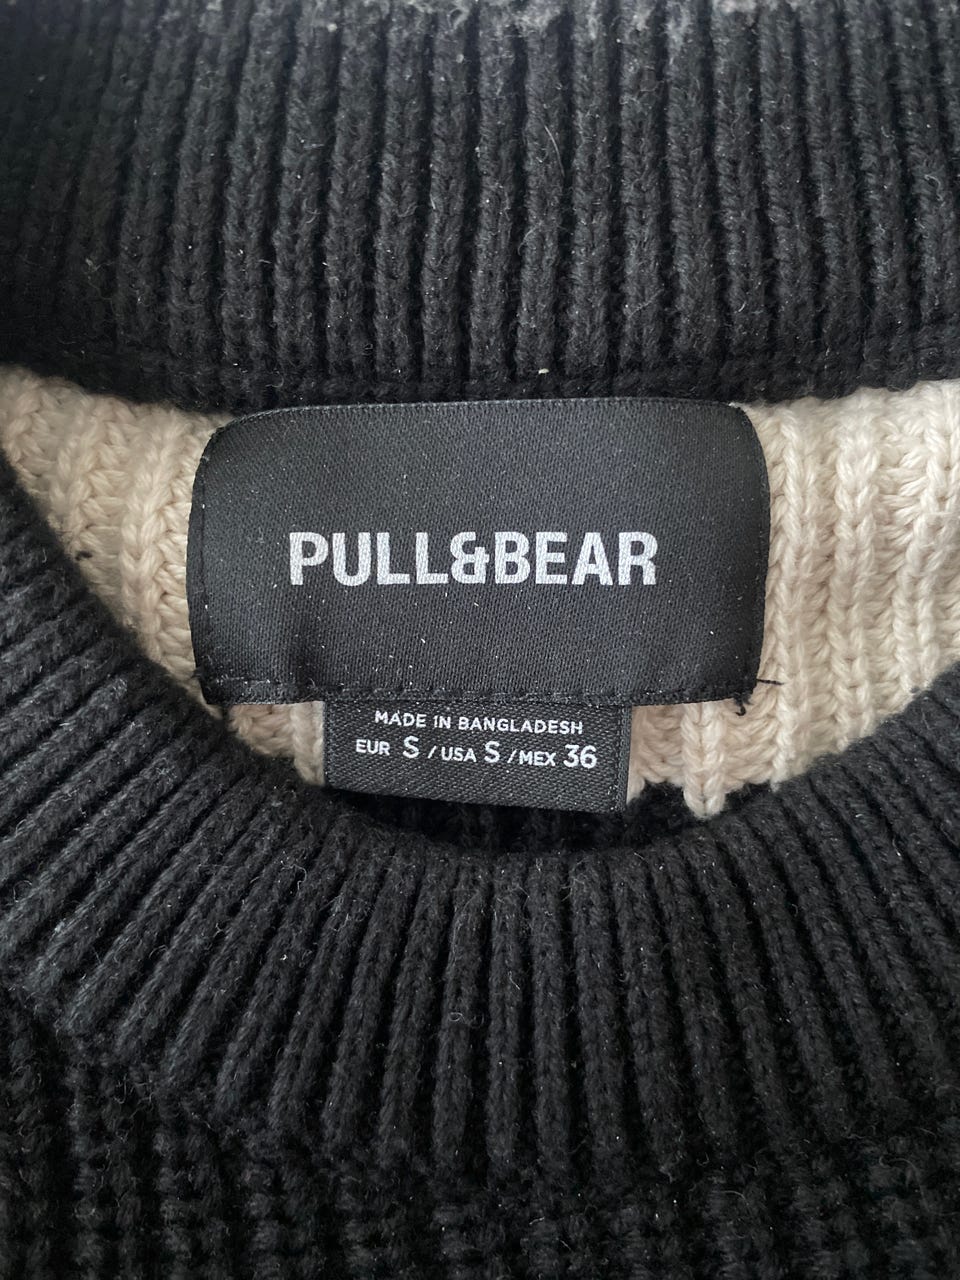 PULL&BEAR
MADE IN BANGLADESH
EUR S / USA S / MEX 36